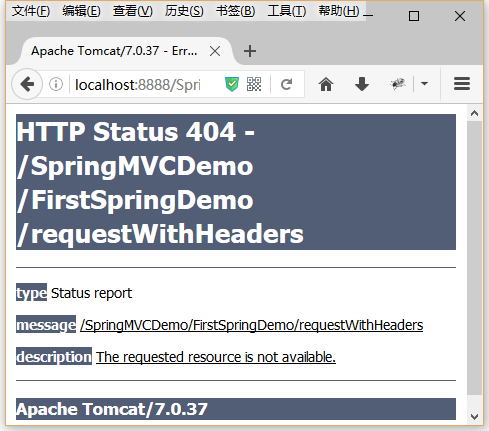 文件(F) 编辑(E) 查看(V) 历史(S) 书签(B) 工具(T) 帮助(H)
Apache Tomcat/7.0.37 - Err...
localhost:8888/Spri
HTTP Status 404 -
/SpringMVCDemo
/FirstSpringDemo
/requestWithHeaders
type Status report
message /SpringMVCDemo/FirstSpringDemo/requestWithHeaders
description The requested resource is not available.
Apache Tomcat/7.0.37